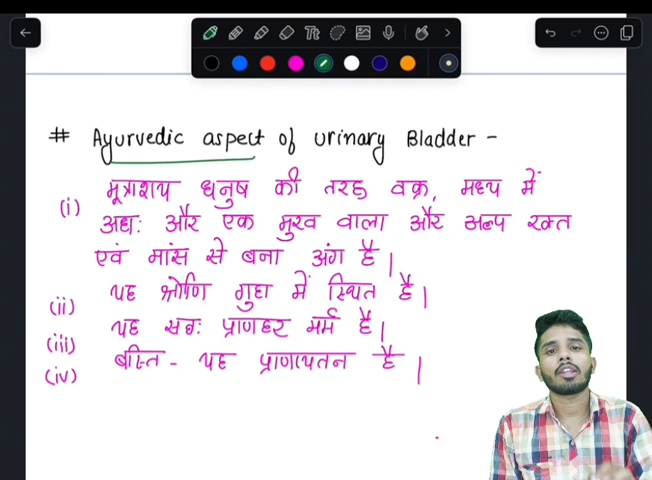 # Ayurvedic aspect of urinary Bladder -
(i) मूत्राशय धनुष की तरह वक्र, मध्य में
अधः और एक मुख वाला और अल्प रक्त
एवं मांस से बना अंग है।
(ii) यह श्रोणि गुहा में स्थित है।
(iii) यह सद्यः प्राणहर मर्म है।
(iv) बस्ति - यह प्राणायतन है।